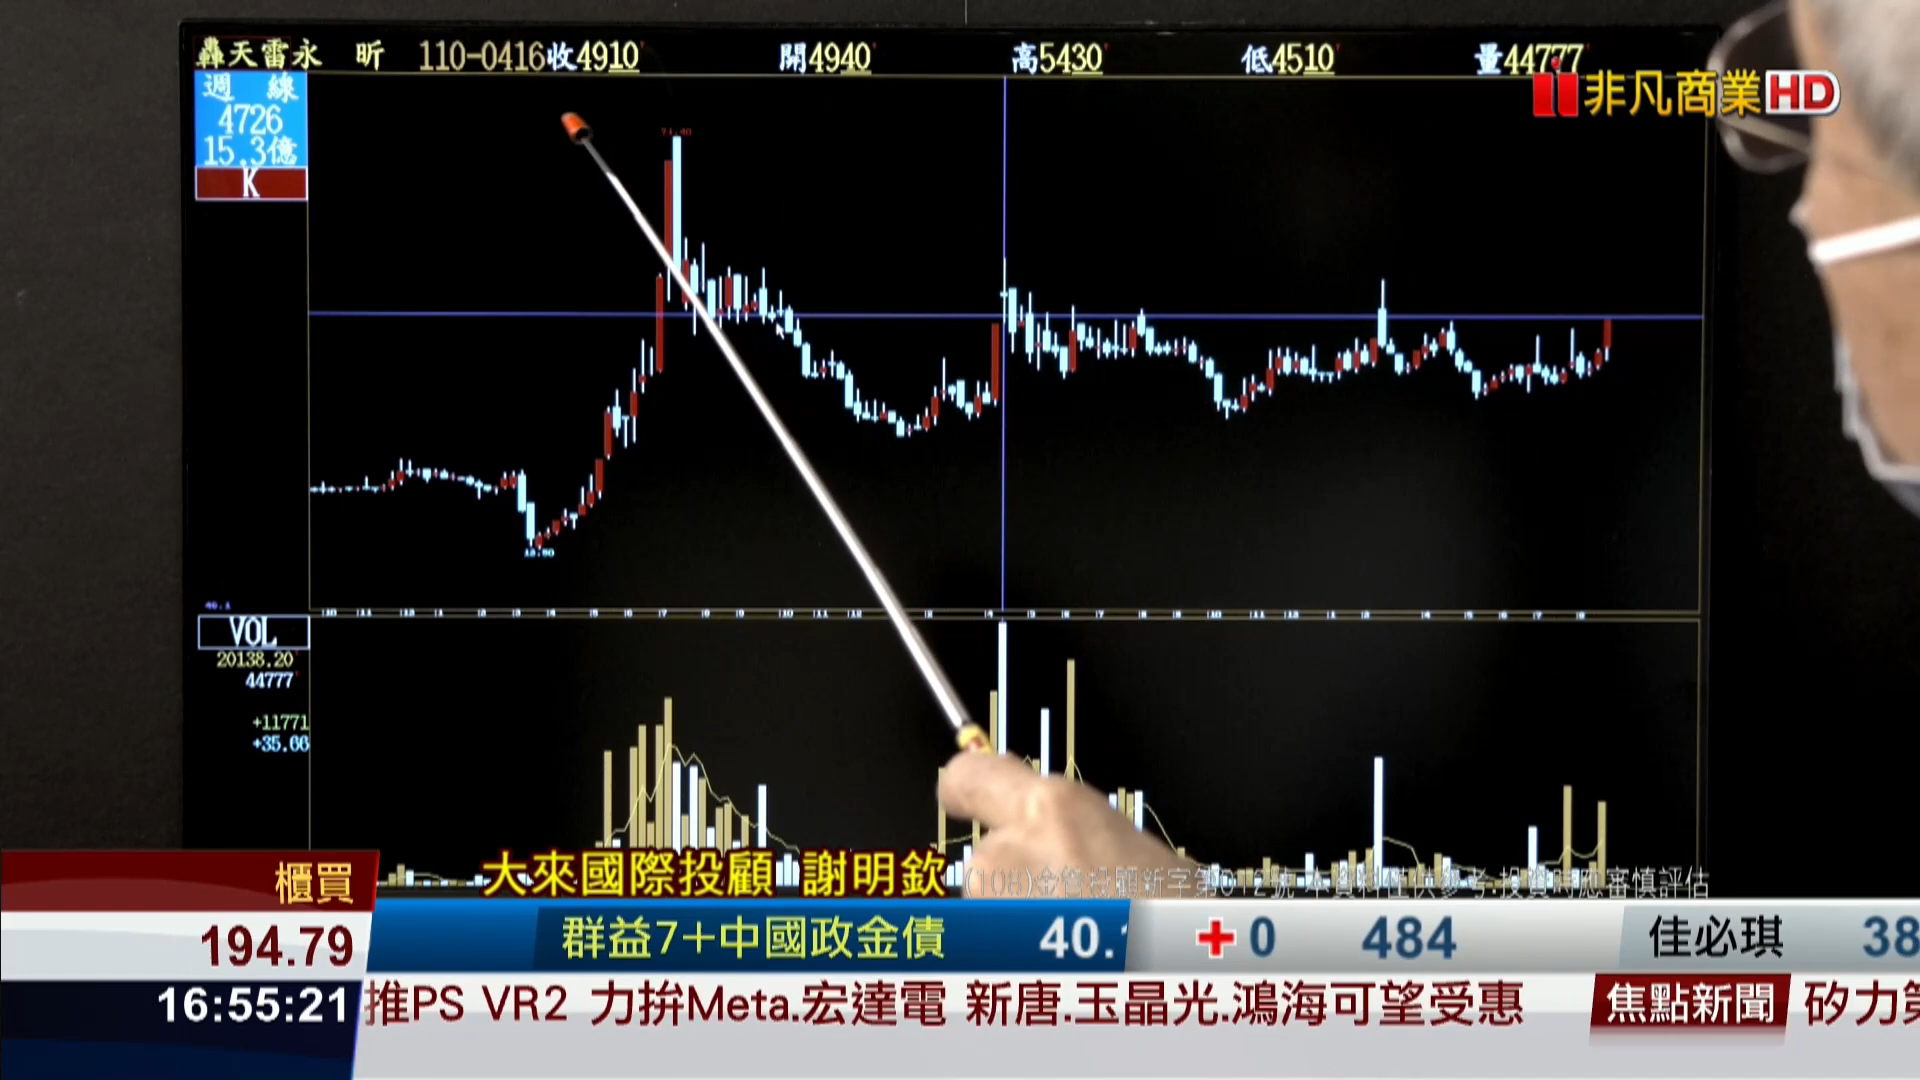 轟天雷永 昕 110-0416收4910 開4940 高5430 低4510 量44777
非凡商業HD
週 線
4726
15.3億
K
VOL
20138.20
44777
+11771
+35.66
大來國際投顧 謝明欽
櫃買
194.79
群益7+中國政金債 40. +0 484 佳必琪 38
16:55:21
推PS VR2 力拚Meta.宏達電 新唐.玉晶光.鴻海可望受惠 焦點新聞 矽力